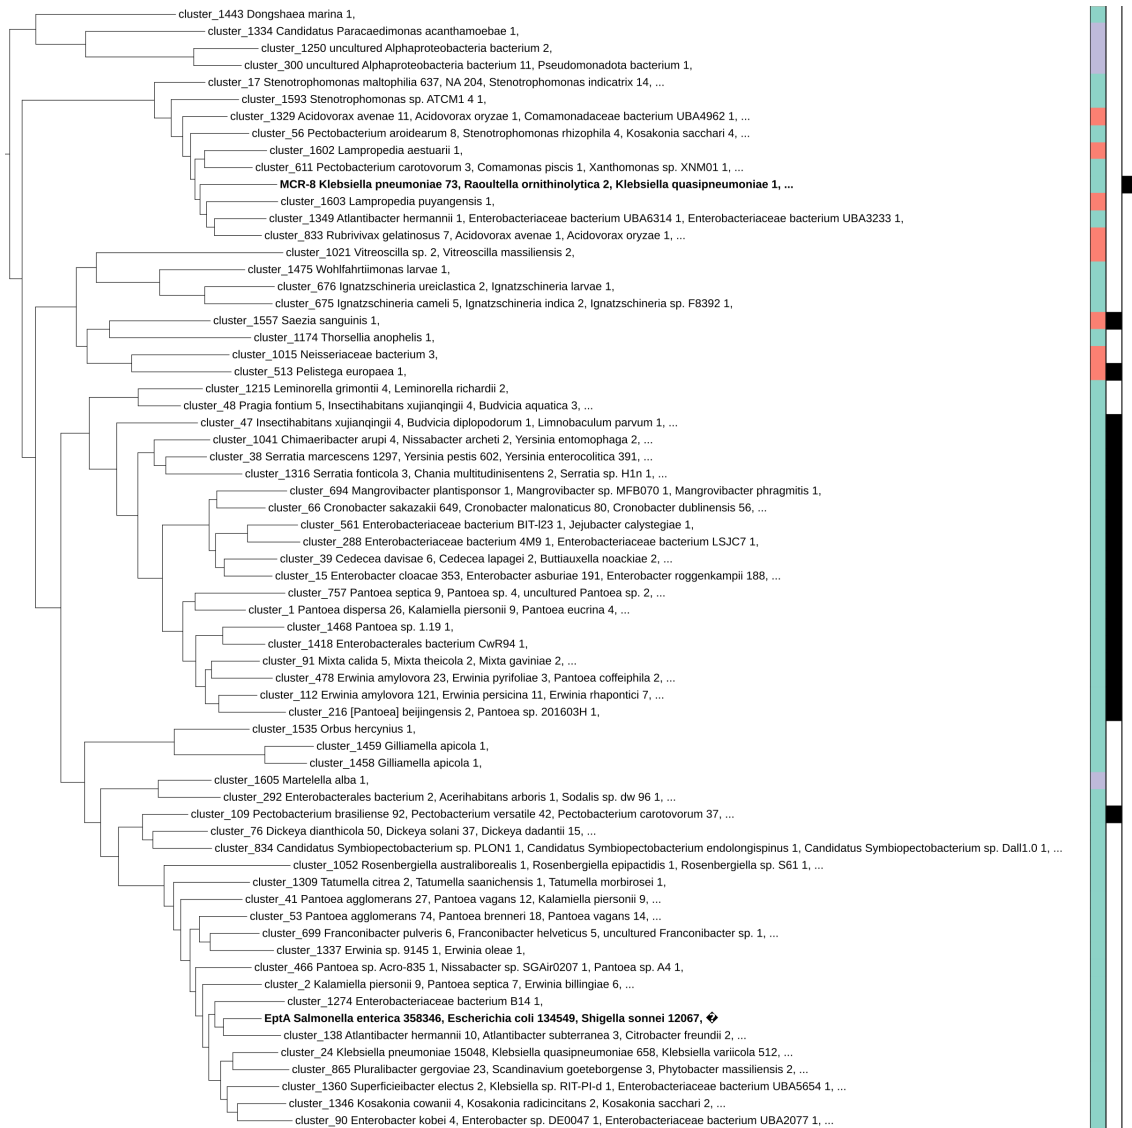 cluster_1443 Dongshaea marina 1,
cluster_1334 Candidatus Paracaedimonas acanthamoebae 1,
cluster_1250 uncultured Alphaproteobacteria bacterium 2,
cluster_300 uncultured Alphaproteobacteria bacterium 11, Pseudomonadota bacterium 1,
cluster_17 Stenotrophomonas maltophilia 637, NA 204, Stenotrophomonas indicatrix 14, ...
cluster_1593 Stenotrophomonas sp. ATCM1 4 1,
cluster_1329 Acidovorax avenae 11, Acidovorax oryzae 1, Comamonadaceae bacterium UBA4962 1, ...
cluster_56 Pectobacterium aroidearum 8, Stenotrophomonas rhizophila 4, Kosakonia sacchari 4, ...
cluster_1602 Lampropedia aestuarii 1,
cluster_611 Pectobacterium carotovorum 3, Comamonas piscis 1, Xanthomonas sp. XNM01 1, ...
MCR-8 Klebsiella pneumoniae 73, Raoultella ornithinolytica 2, Klebsiella quasipneumoniae 1, ...
cluster_1603 Lampropedia puyangensis 1,
cluster_1349 Atlantibacter hermannii 1, Enterobacteriaceae bacterium UBA6314 1, Enterobacteriaceae bacterium UBA3233 1,
cluster_833 Rubrivivax gelatinosus 7, Acidovorax avenae 1, Acidovorax oryzae 1, ...
cluster_1021 Vitreoscilla sp. 2, Vitreoscilla massiliensis 2,
cluster_1475 Wohlfahrtiimonas larvae 1,
cluster_676 Ignatzschineria ureiclastica 2, Ignatzschineria larvae 1,
cluster_675 Ignatzschineria cameli 5, Ignatzschineria indica 2, Ignatzschineria sp. F8392 1,
cluster_1557 Saezia sanguinis 1,
cluster_1174 Thorsellia anophelis 1,
cluster_1015 Neisseriaceae bacterium 3,
cluster_513 Pelistega europaea 1,
cluster_1215 Leminorella grimontii 4, Leminorella richardii 2,
cluster_48 Pragia fontium 5, Insectihabitans xujianqingii 4, Budvicia aquatica 3, ...
cluster_47 Insectihabitans xujianqingii 4, Budvicia diplopodorum 1, Limnobaculum parvum 1, ...
cluster_1041 Chimaeribacter arupi 4, Nissabacter archeti 2, Yersinia entomophaga 2, ...
cluster_38 Serratia marcescens 1297, Yersinia pestis 602, Yersinia enterocolitica 391, ...
cluster_1316 Serratia fonticola 3, Chania multitudinisentens 2, Serratia sp. H1n 1, ...
cluster_694 Mangrovibacter plantisponsor 1, Mangrovibacter sp. MFB070 1, Mangrovibacter phragmitis 1,
cluster_66 Cronobacter sakazakii 649, Cronobacter malonaticus 80, Cronobacter dublinensis 56, ...
cluster_561 Enterobacteriaceae bacterium BIT-l23 1, Jejubacter calystegiae 1,
cluster_288 Enterobacteriaceae bacterium 4M9 1, Enterobacteriaceae bacterium LSJC7 1,
cluster_39 Cedecea davisae 6, Cedecea lapagei 2, Buttiauxella noackiae 2, ...
cluster_15 Enterobacter cloacae 353, Enterobacter asburiae 191, Enterobacter roggenkampii 188, ...
cluster_757 Pantoea septica 9, Pantoea sp. 4, uncultured Pantoea sp. 2, ...
cluster_1 Pantoea dispersa 26, Kalamiella piersonii 9, Pantoea eucrina 4, ...
cluster_1468 Pantoea sp. 1.19 1,
cluster_1418 Enterobacterales bacterium CwR94 1,
cluster_91 Mixta calida 5, Mixta theicola 2, Mixta gaviniae 2, ...
cluster_478 Erwinia amylovora 23, Erwinia pyrifoliae 3, Pantoea coffeiphila 2, ...
cluster_112 Erwinia amylovora 121, Erwinia persicina 11, Erwinia rhapontici 7, ...
cluster_216 [Pantoea] beijingensis 2, Pantoea sp. 201603H 1,
cluster_1535 Orbus hercynius 1,
cluster_1459 Gilliamella apicola 1,
cluster_1458 Gilliamella apicola 1,
cluster_1605 Martelella alba 1,
cluster_292 Enterobacterales bacterium 2, Acerihabitans arboris 1, Sodalis sp. dw 96 1, ...
cluster_109 Pectobacterium brasiliense 92, Pectobacterium versatile 42, Pectobacterium carotovorum 37, ...
cluster_76 Dickeya dianthicola 50, Dickeya solani 37, Dickeya dadantii 15, ...
cluster_834 Candidatus Symbiopectobacterium sp. PLON1 1, Candidatus Symbiopectobacterium endolongispinus 1, Candidatus Symbiopectobacterium sp. Dall1.0 1, ...
cluster_1052 Rosenbergiella australiborealis 1, Rosenbergiella epipactidis 1, Rosenbergiella sp. S61 1, ...
cluster_1309 Tatumella citrea 2, Tatumella saanichensis 1, Tatumella morbirosei 1,
cluster_41 Pantoea agglomerans 27, Pantoea vagans 12, Kalamiella piersonii 9, ...
cluster_53 Pantoea agglomerans 74, Pantoea brenneri 18, Pantoea vagans 14, ...
cluster_699 Franconibacter pulveris 6, Franconibacter helveticus 5, uncultured Franconibacter sp. 1, ...
cluster_1337 Erwinia sp. 9145 1, Erwinia oleae 1,
cluster_466 Pantoea sp. Acro-835 1, Nissabacter sp. SGAir0207 1, Pantoea sp. A4 1,
cluster_2 Kalamiella piersonii 9, Pantoea septica 7, Erwinia billingiae 6, ...
cluster_1274 Enterobacteriaceae bacterium B14 1,
EptA Salmonella enterica 358346, Escherichia coli 134549, Shigella sonnei 12067, �
cluster_138 Atlantibacter hermannii 10, Atlantibacter subterranea 3, Citrobacter freundii 2, ...
cluster_24 Klebsiella pneumoniae 15048, Klebsiella quasipneumoniae 658, Klebsiella variicola 512, ...
cluster_865 Pluralibacter gergoviae 23, Scandinavium goeteborgense 3, Phytobacter massiliensis 2, ...
cluster_1360 Superficieibacter electus 2, Klebsiella sp. RIT-PI-d 1, Enterobacteriaceae bacterium UBA5654 1, ...
cluster_1346 Kosakonia cowanii 4, Kosakonia radicincitans 2, Kosakonia sacchari 2, ...
cluster_90 Enterobacter kobei 4, Enterobacter sp. DE0047 1, Enterobacteriaceae bacterium UBA2077 1, ...